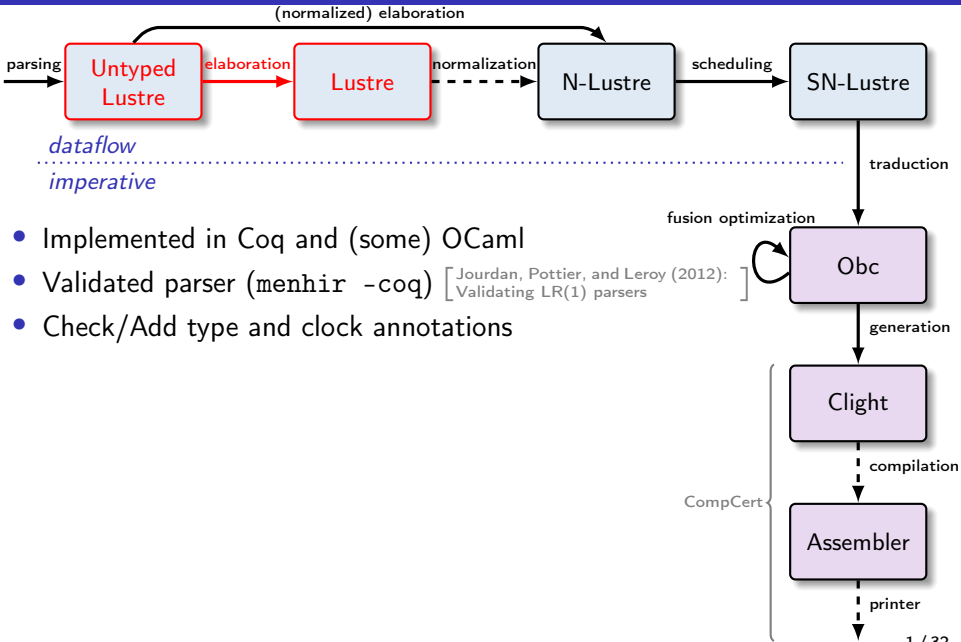 (normalized) elaboration
parsing
Untyped
Lustre
elaboration
Lustre
normalization
N-Lustre
scheduling
SN-Lustre
dataflow
imperative
traduction
• Implemented in Coq and (some) OCaml
• Validated parser (menhir -coq) [Jourdan, Pottier, and Leroy (2012):
Validating LR(1) parsers]
• Check/Add type and clock annotations
fusion optimization
Obc
generation
Clight
compilation
CompCert
Assembler
printer
1/32